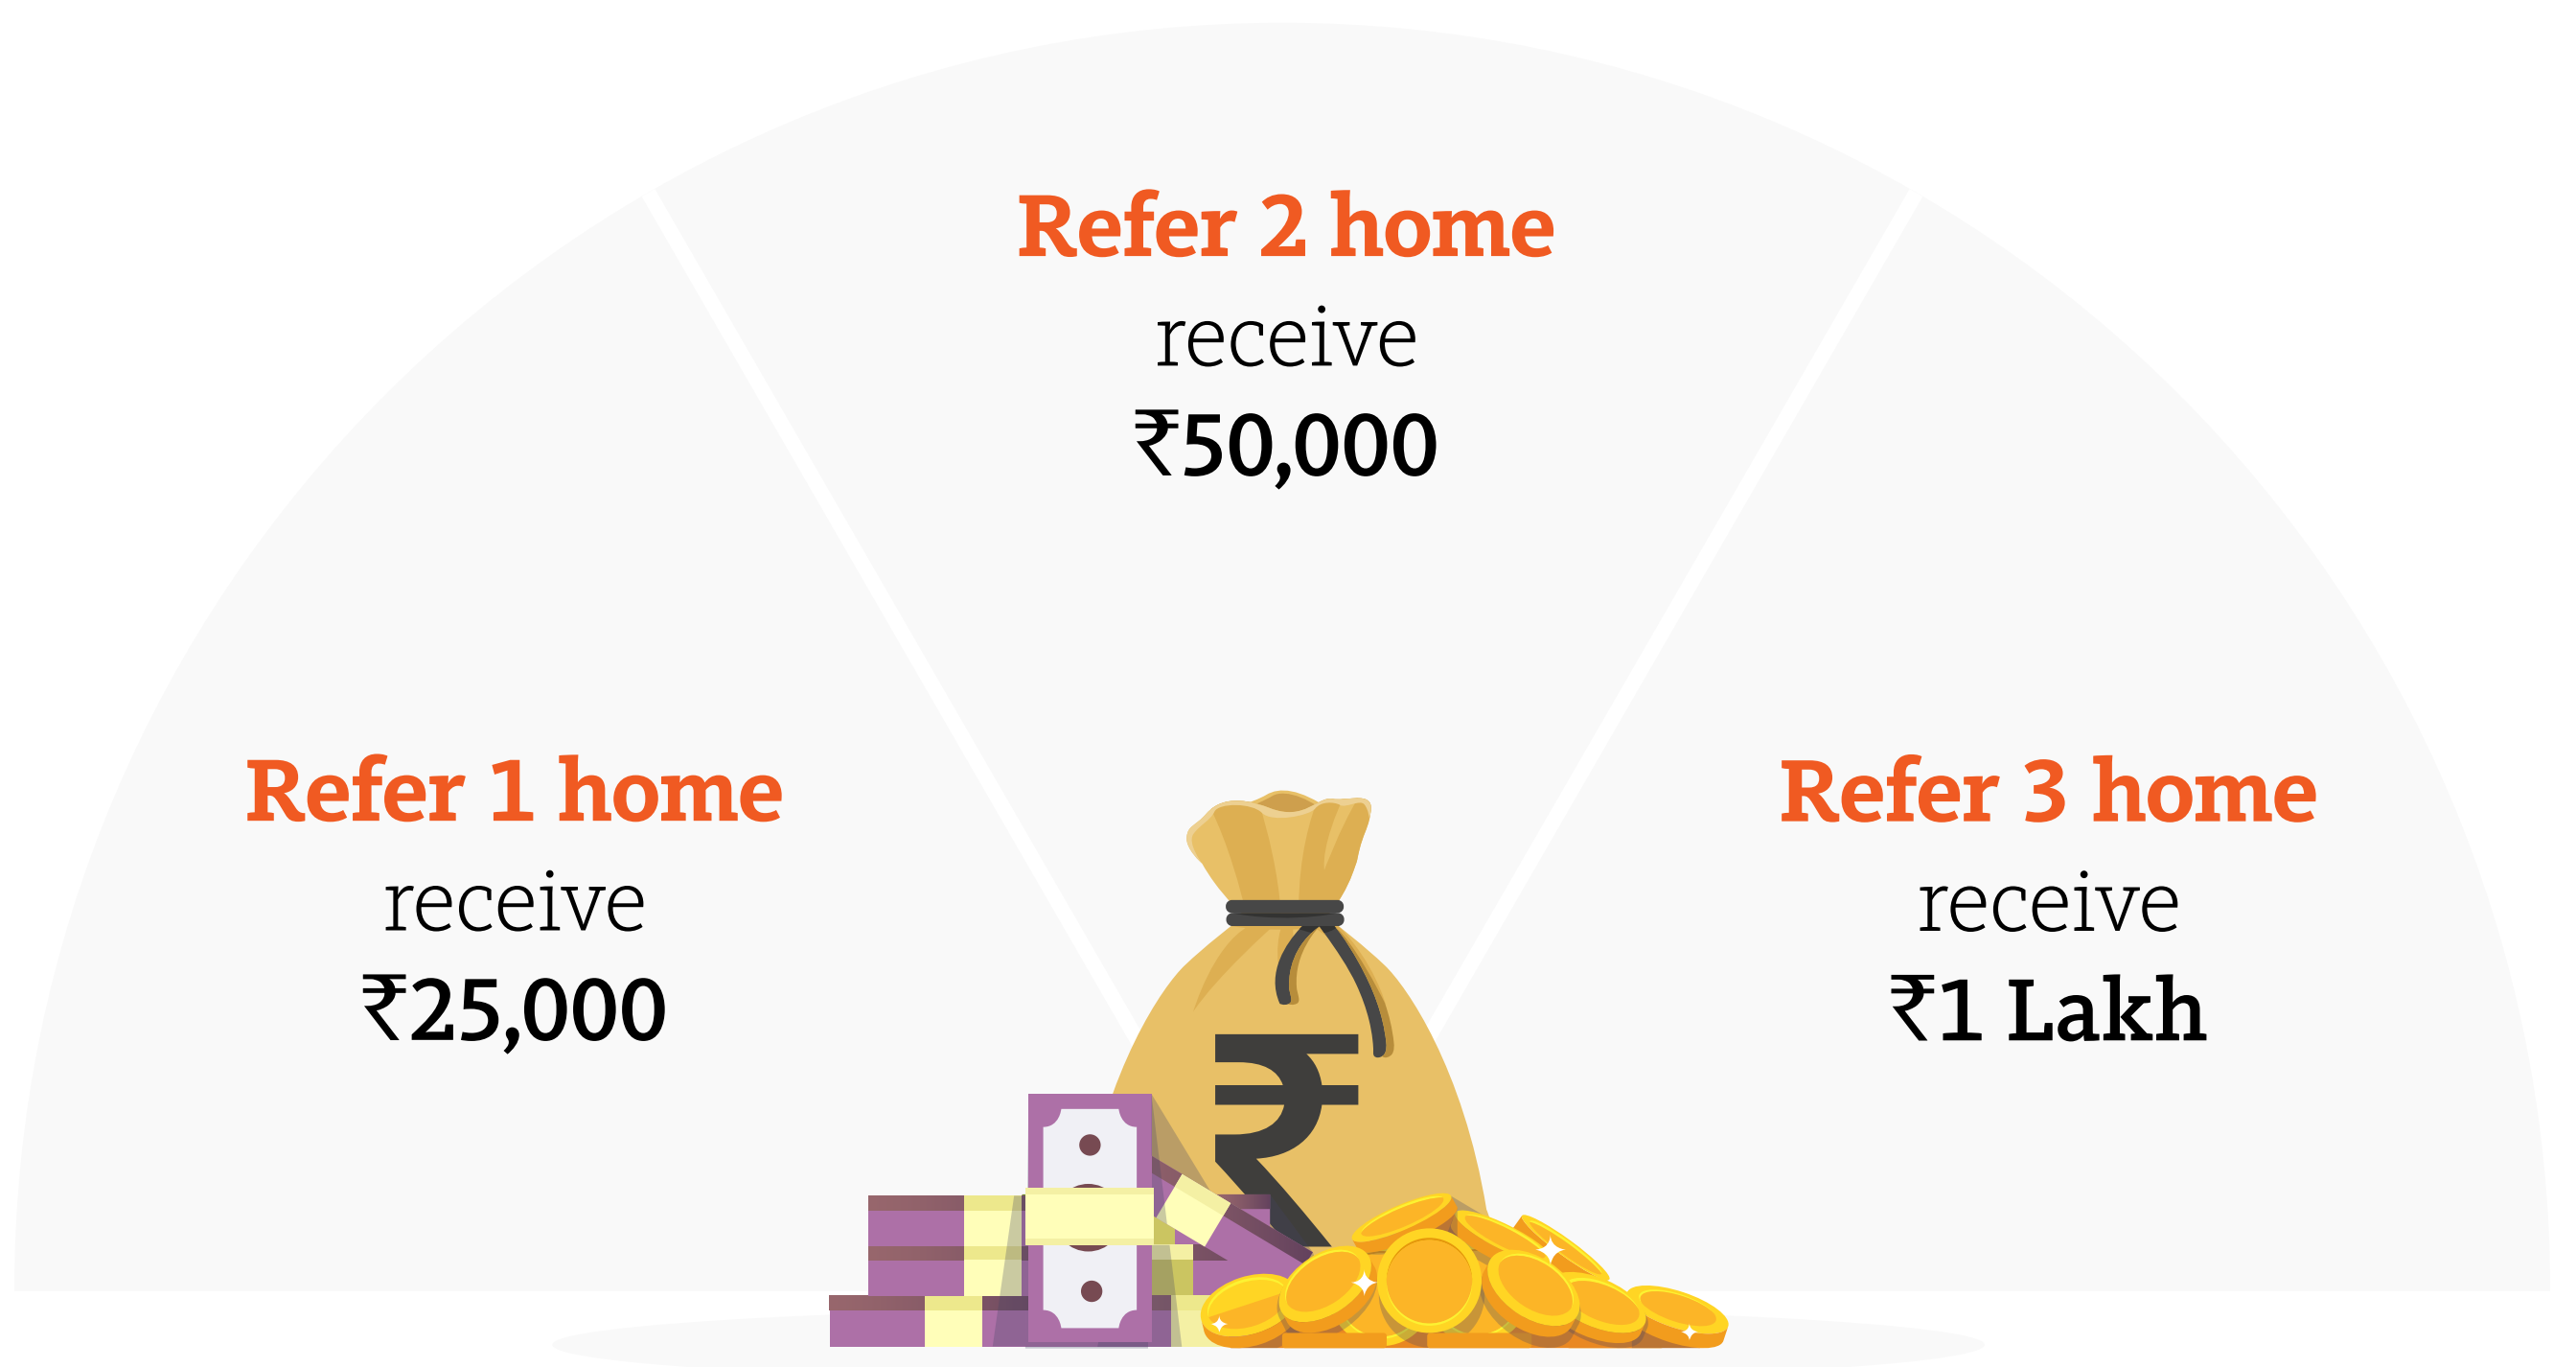 Refer 1 home
receive
₹25,000
Refer 2 home
receive
₹50,000
Refer 3 home
receive
₹1 Lakh
₹